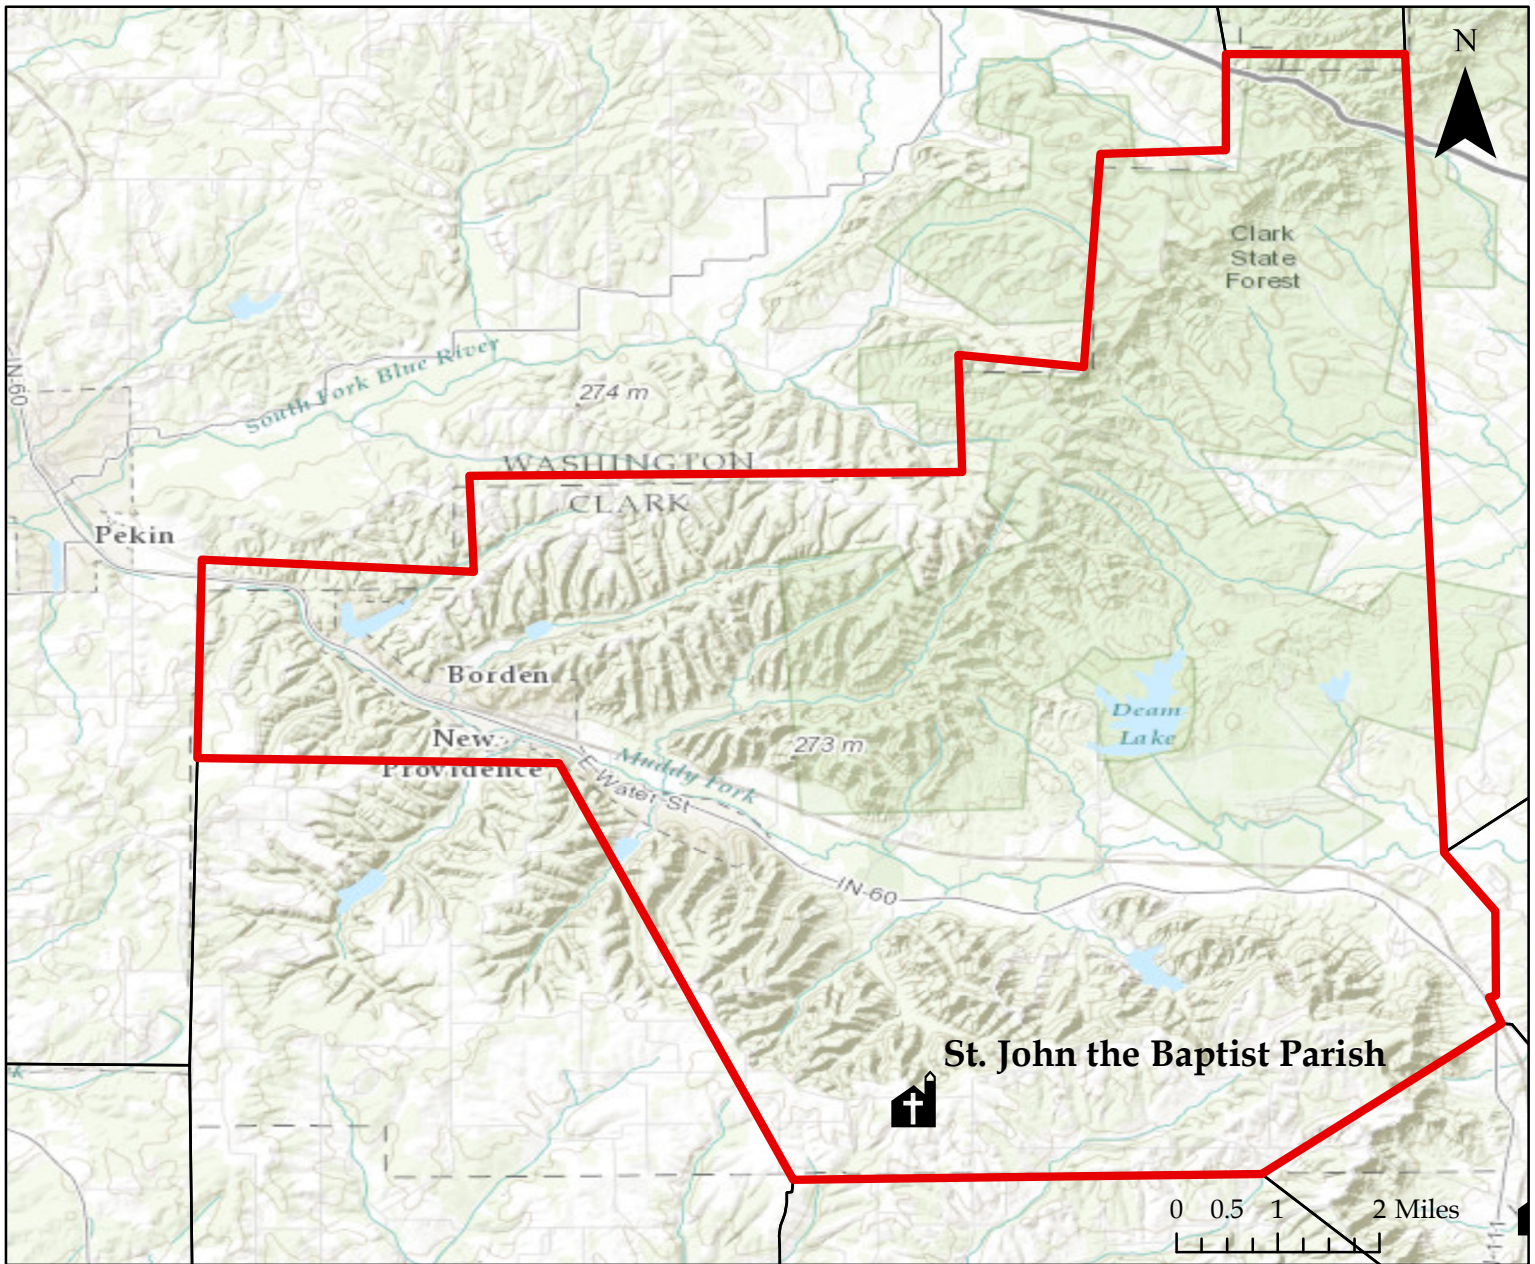 N
Clark
State
Forest
IN-60
South Fork Blue River
274 m
WASHINGTON
CLARK
Pekin
Borden
New
Providence
Deam
Lake
273 m
Muddy Fork
E Water St
IN-60
St. John the Baptist Parish
0 0.5 1 2 Miles